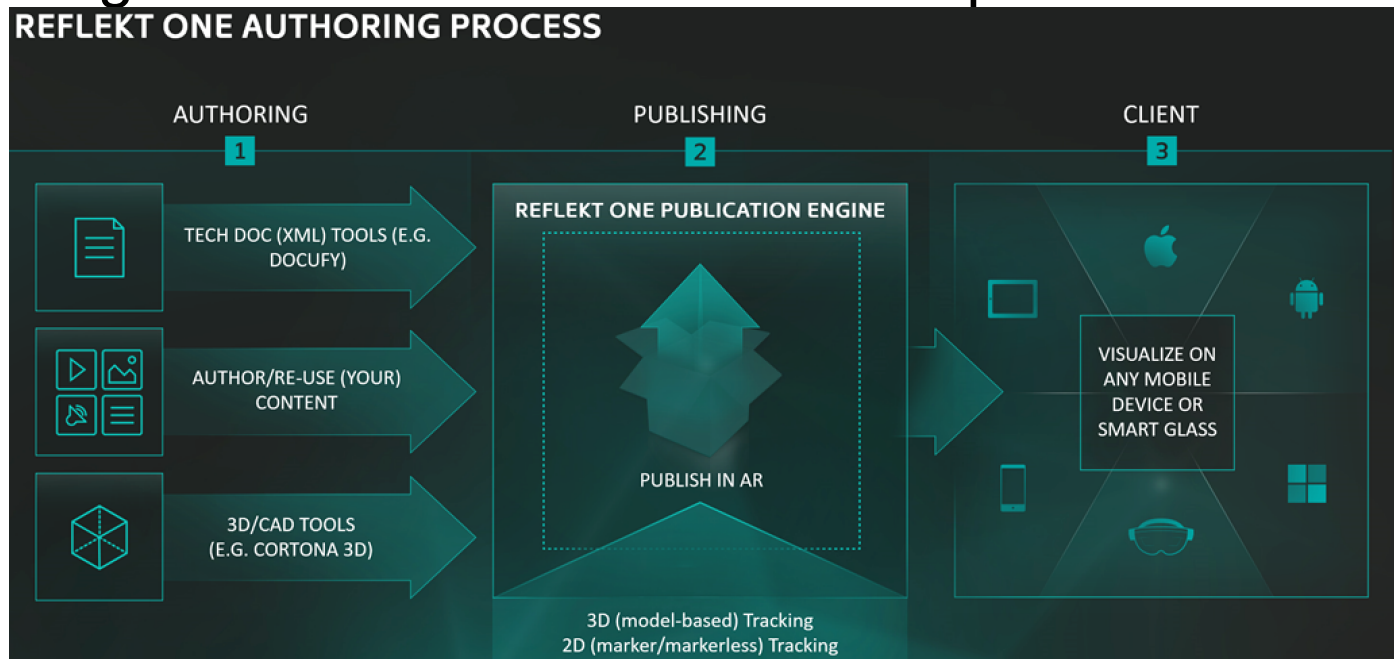 REFLEKT ONE AUTHORING PROCESS
AUTHORING
1
PUBLISHING
2
CLIENT
3
TECH DOC (XML) TOOLS (E.G.
DOCUFY)
AUTHOR/RE-USE (YOUR)
CONTENT
3D/CAD TOOLS
(E.G. CORTONA 3D)
REFLEKT ONE PUBLICATION ENGINE
PUBLISH IN AR
3D (model-based) Tracking
2D (marker/markerless) Tracking
VISUALIZE ON
ANY MOBILE
DEVICE OR
SMART GLASS